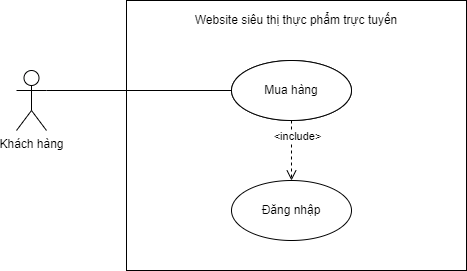 Website siêu thị thực phẩm trực tuyến
Mua hàng
Khách hàng
<include>
Đăng nhập